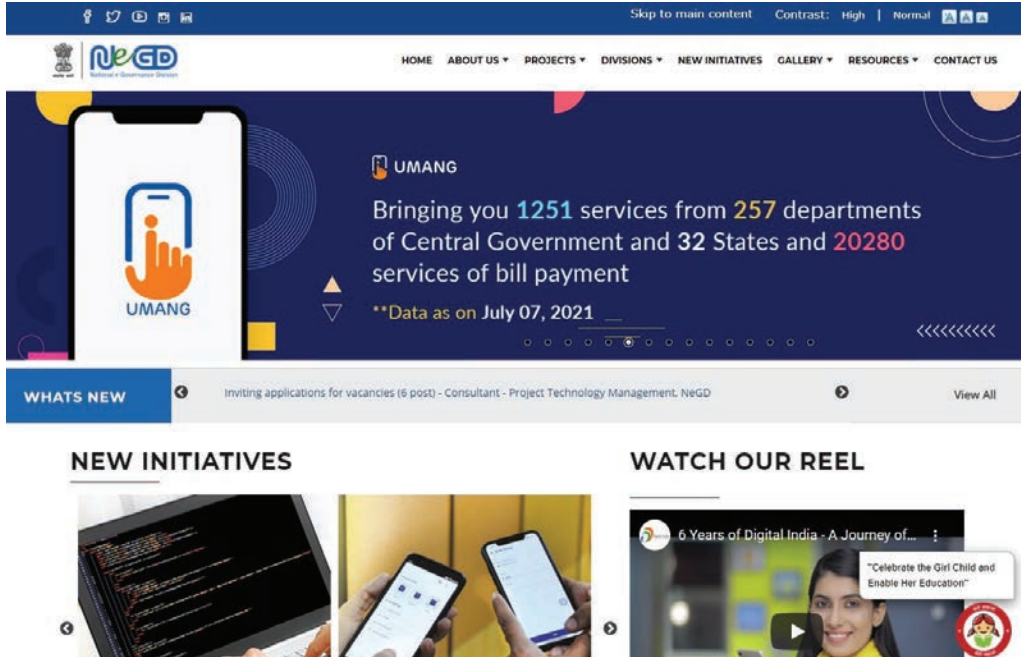 Skip to main content Contrast: High | Normal A A A
NeGD
National e-Governance Division
HOME ABOUT US PROJECTS DIVISIONS NEW INITIATIVES GALLERY RESOURCES CONTACT US
UMANG
UMANG
Bringing you 1251 services from 257 departments
of Central Government and 32 States and 20280
services of bill payment
**Data as on July 07, 2021
WHATS NEW
Inviting applications for vacancies (6 post) - Consultant - Project Technology Management, NeGD
View All
NEW INITIATIVES
WATCH OUR REEL
6 Years of Digital India - A Journey of...
"Celebrate the Girl Child and
Enable Her Education"